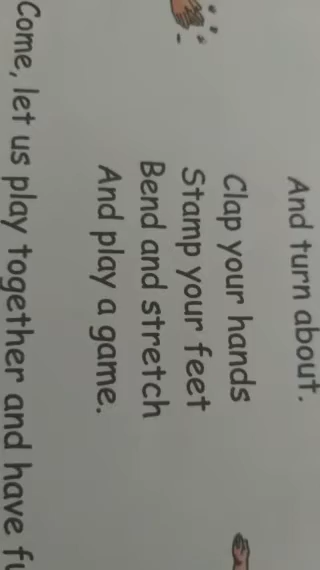 And turn about.
Clap your hands
Stamp your feet
Bend and stretch
And play a game.
Come, let us play together and have